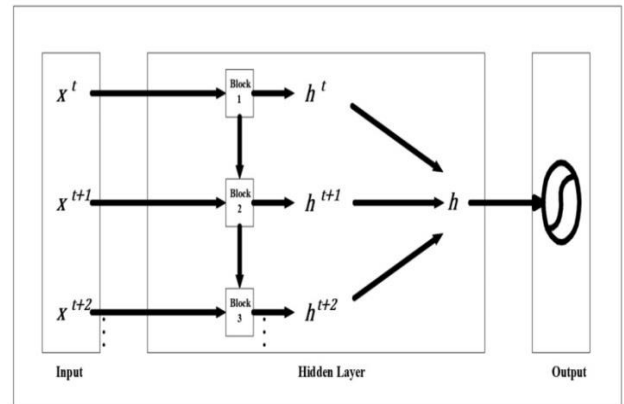 x^t Block 1 h^t
x^{t+1} Block 2 h^{t+1} h
x^{t+2} Block 3 h^{t+2}
Input Hidden Layer Output